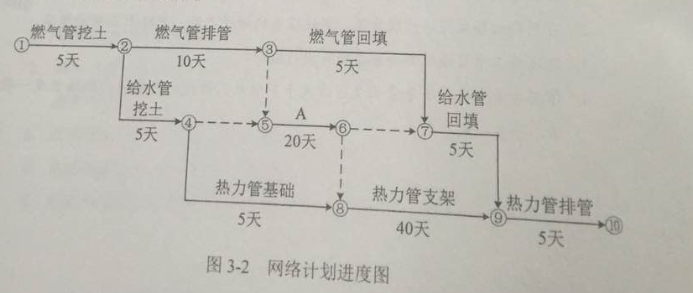 ① 燃气管挖土 ② 燃气管排管 ③ 燃气管回填
5天 10天 5天
给水管
挖土
5天
④ ⑤ A ⑥ ⑦
20天
给水管
回填
5天
热力管基础 ⑧ 热力管支架 ⑨ 热力管排管 ⑩
5天 40天 5天
图 3-2 网络计划进度图